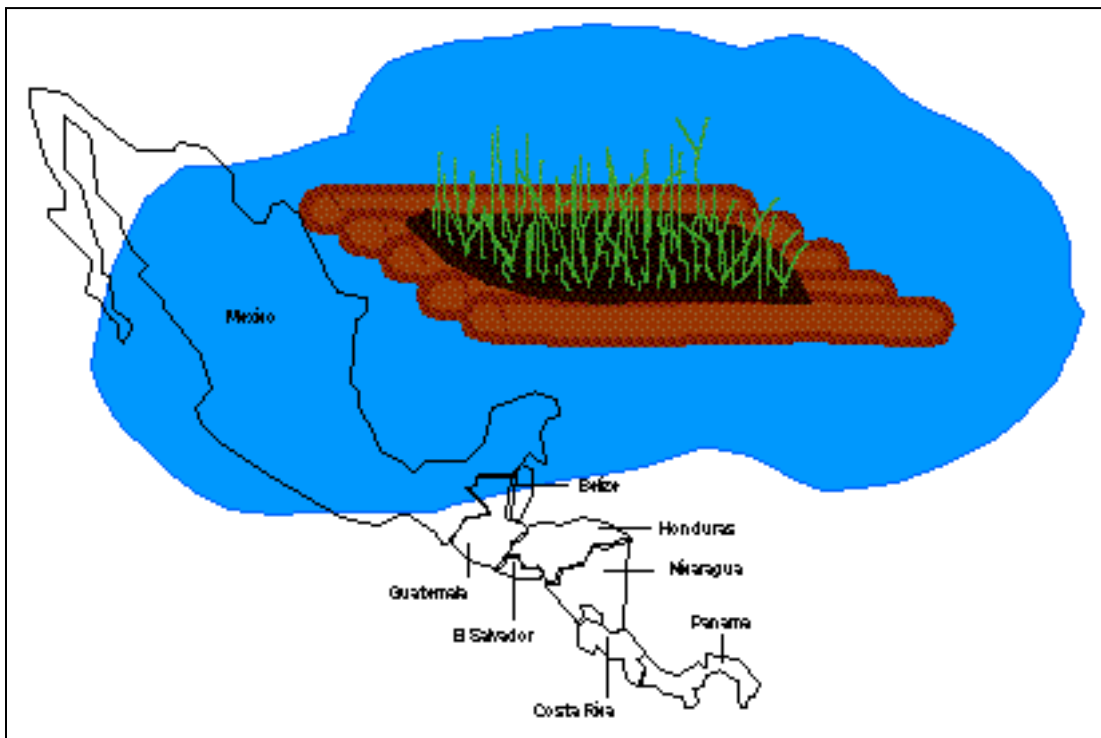 Mexico
Belize
Honduras
Nicaragua
Guatemala
El Salvador
Panama
Costa Rica